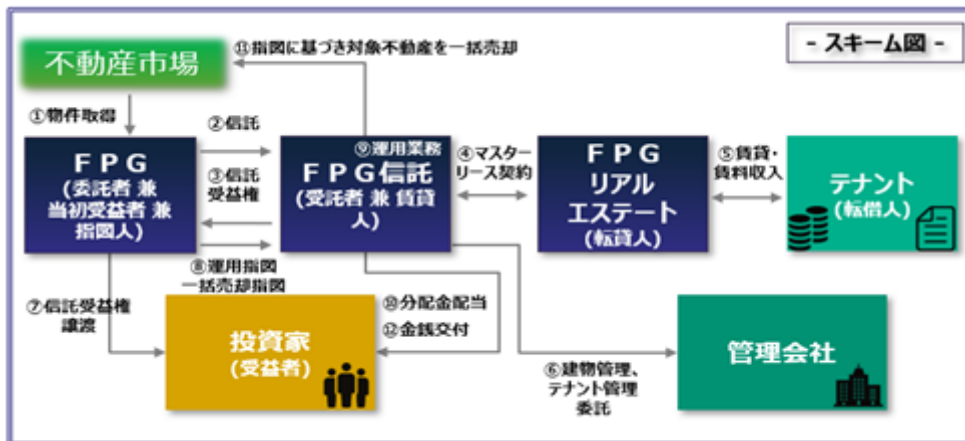 ⑪指図に基づき対象不動産を一括売却
- スキーム図 -
不動産市場
①物件取得
②信託
③信託
受益権
FPG
(委託者 兼
当初受益者 兼
指図人)
⑨運用業務
FPG信託
(受託者 兼 賃貸
人)
④マスター
リース契約
FPG
リアル
エステート
(転貸人)
⑤賃貸・
賃料収入
テナント
(転借人)
⑧運用指図
一括売却指図
⑦信託受益権
譲渡
投資家
(受益者)
⑩分配金配当
⑫金銭交付
⑥建物管理、
テナント管理
委託
管理会社